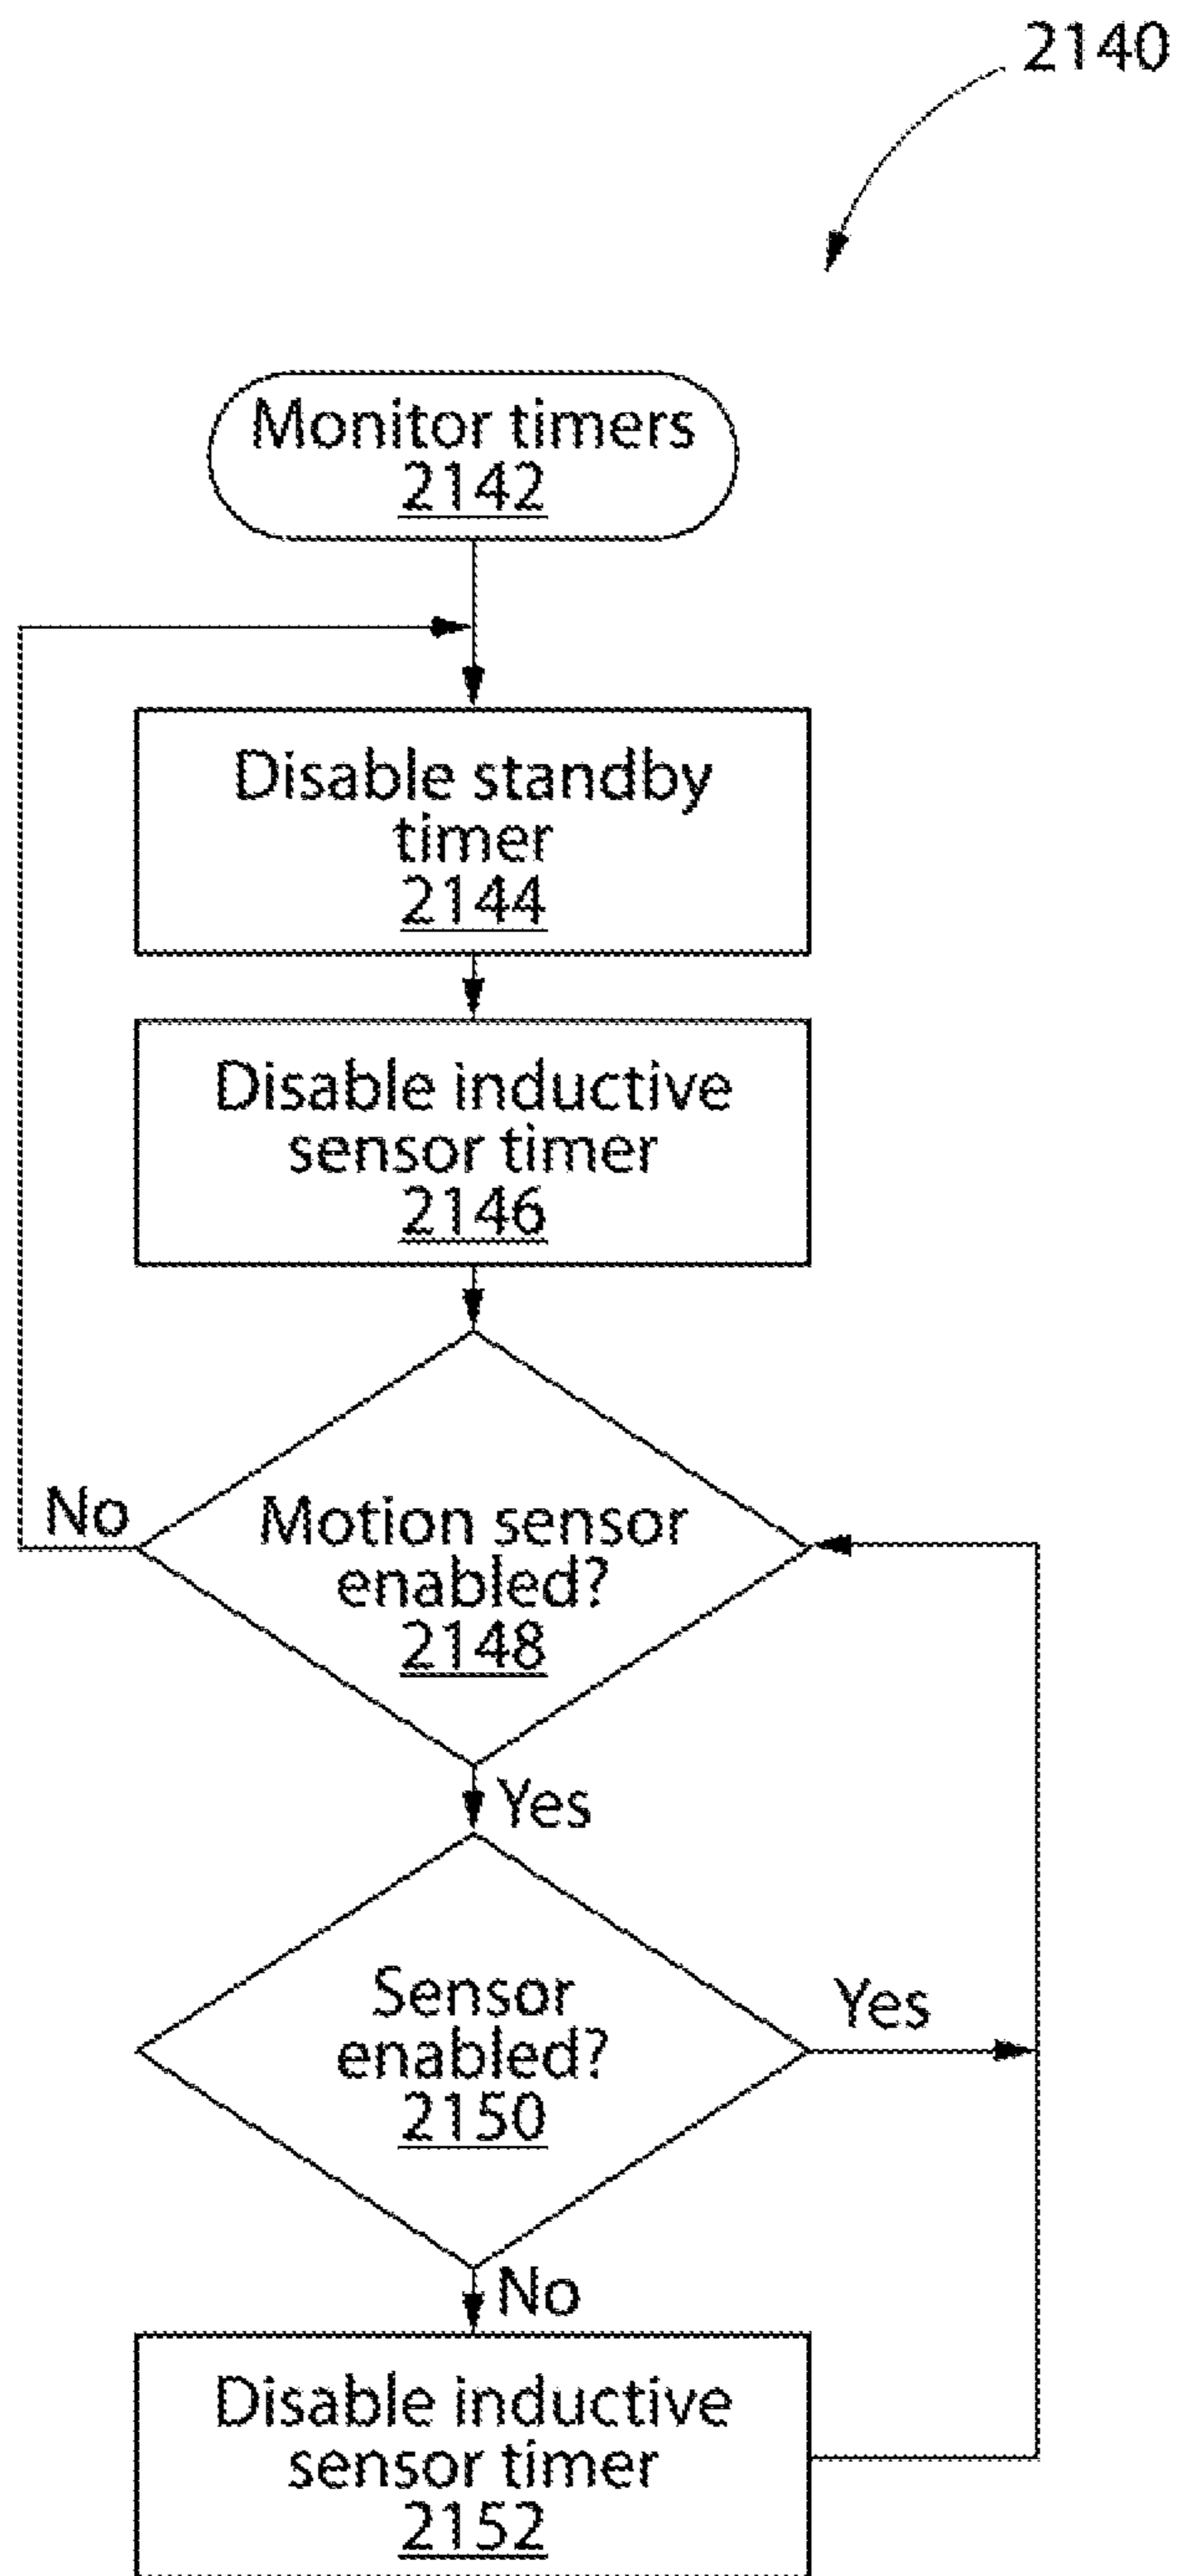 2140
Monitor timers
2142
Disable standby
timer
2144
Disable inductive
sensor timer
2146
No
Motion sensor
enabled?
2148
Yes
Sensor
enabled?
2150
Yes
No
Disable inductive
sensor timer
2152